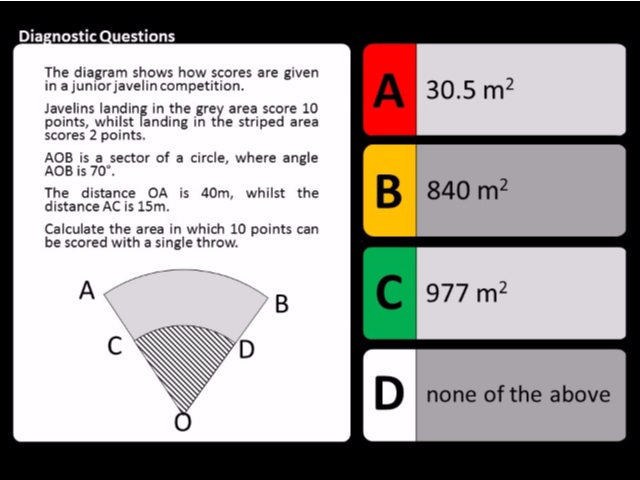 Diagnostic Questions
The diagram shows how scores are given
in a junior javelin competition.
Javelins landing in the grey area score 10
points, whilst landing in the striped area
scores 2 points.
AOB is a sector of a circle, where angle
AOB is 70°.
The distance OA is 40m, whilst the
distance AC is 15m.
Calculate the area in which 10 points can
be scored with a single throw.
A
B
C
D
O
A 30.5 m²
B 840 m²
C 977 m²
D none of the above